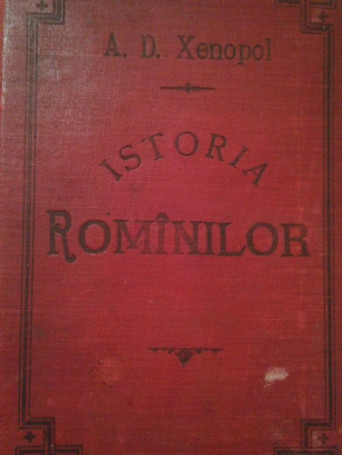 A. D. Xenopol
ISTORIA
ROMÎNILOR